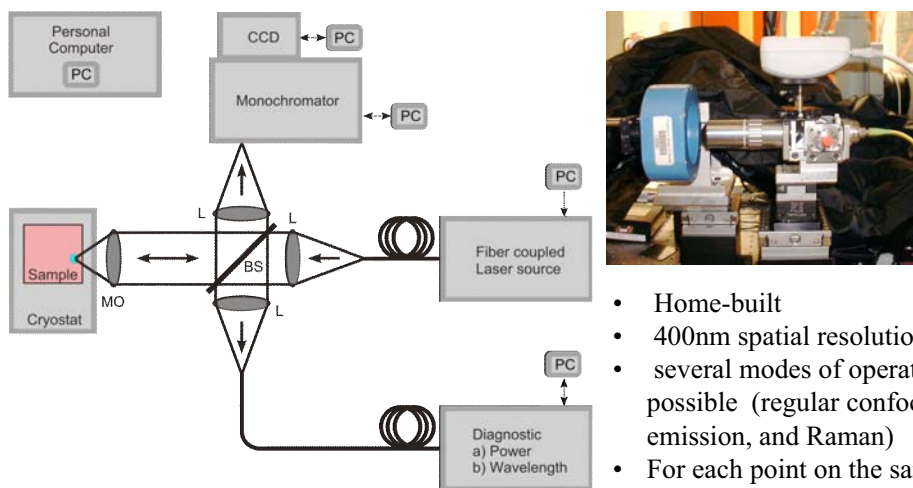 Personal
Computer
PC
CCD
PC
Monochromator
PC
PC
L
L
Fiber coupled
Laser source
BS
Sample
MO
Cryostat
L
PC
Diagnostic
a) Power
b) Wavelength
• Home-built
• 400nm spatial
• several modes of
possible (regular
emission, and Raman)
• For each point on the